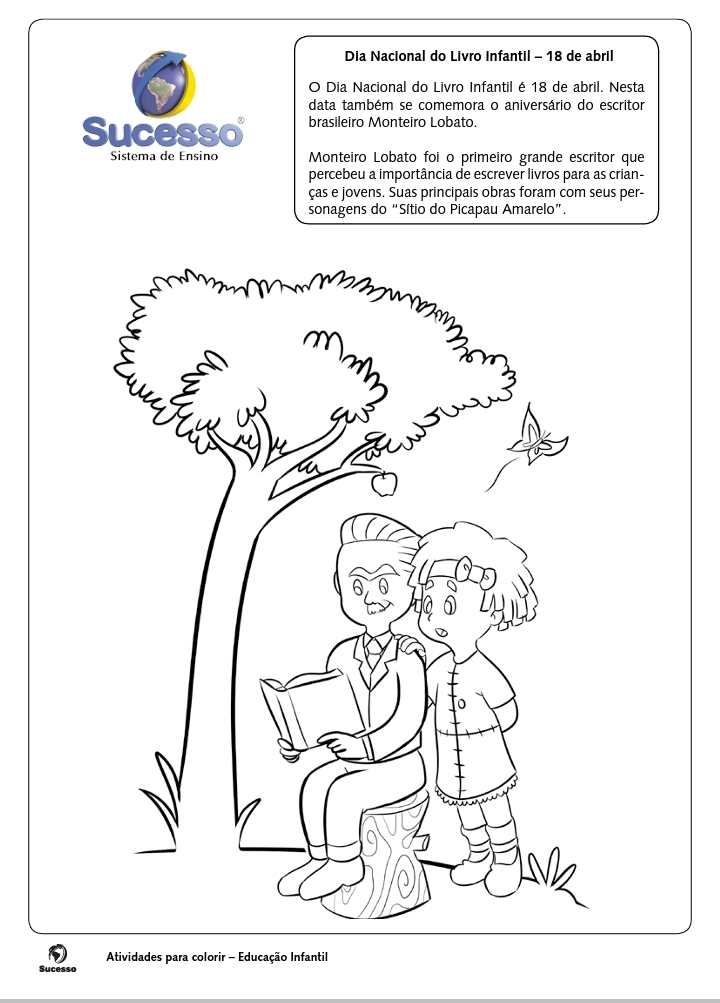 Dia Nacional do Livro Infantil – 18 de abril
O Dia Nacional do Livro Infantil é 18 de abril. Nesta
data também se comemora o aniversário do escritor
brasileiro Monteiro Lobato.
Monteiro Lobato foi o primeiro grande escritor que
percebeu a importância de escrever livros para as crian-
ças e jovens. Suas principais obras foram com seus per-
sonagens do “Sítio do Picapau Amarelo”.
Sucesso®
Sistema de Ensino
Sucesso
Atividades para colorir – Educação Infantil